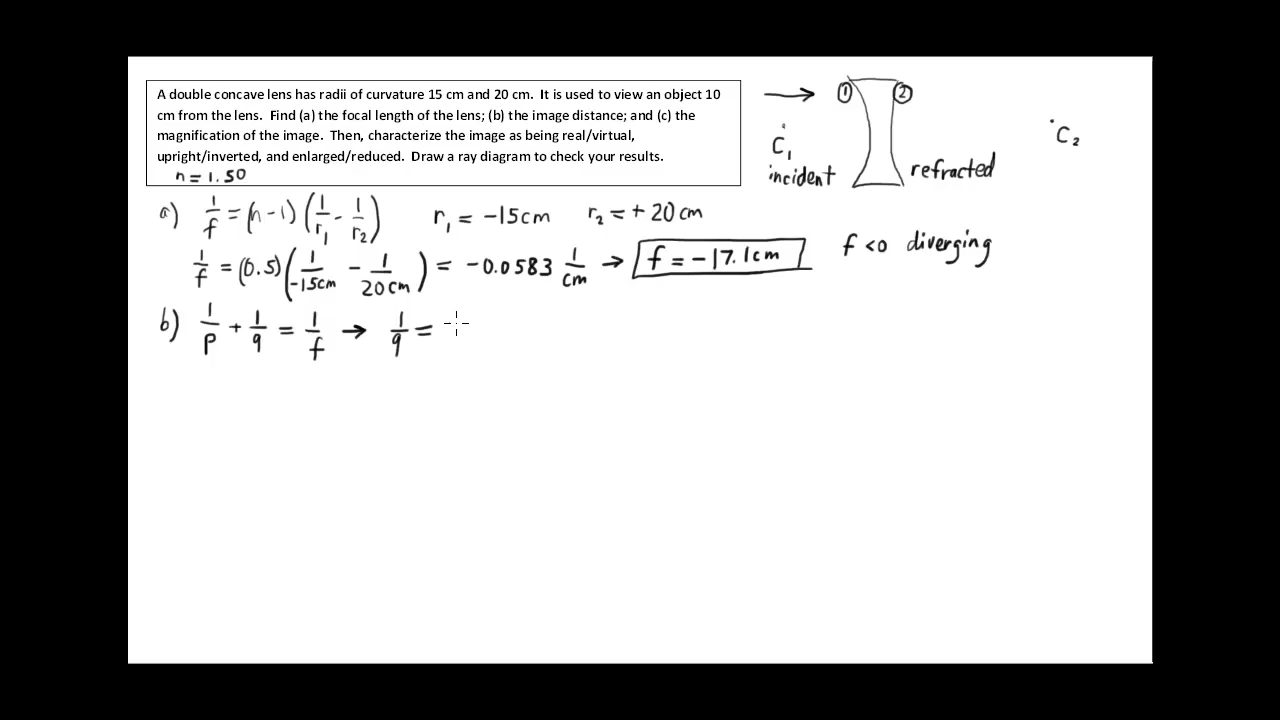 A double concave lens has radii of curvature 15 cm and 20 cm. It is used to view an object 10
cm from the lens. Find (a) the focal length of the lens; (b) the image distance; and (c) the
magnification of the image. Then, characterize the image as being real/virtual,
upright/inverted, and enlarged/reduced. Draw a ray diagram to check your results.
n = 1.50
→ ① ②
C₁ C₂
incident refracted
a) 1/f = (n-1)(1/r₁ - 1/r₂) r₁ = -15cm r₂ = +20cm
1/f = (0.5)(1/-15cm - 1/20cm) = -0.0583 1/cm → f = -17.1cm f<0 diverging
b) 1/p + 1/q = 1/f → 1/q =